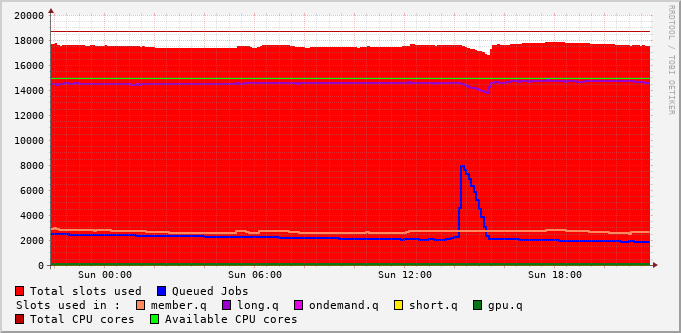 20000
18000
16000
14000
12000
10000
8000
6000
4000
2000
0
Sun 00:00 Sun 06:00 Sun 12:00 Sun 18:00
Total slots used Queued Jobs
Slots used in : member.q long.q ondemand.q short.q gpu.q
Total CPU cores Available CPU cores
RRDTOOL / TOBI OETIKER